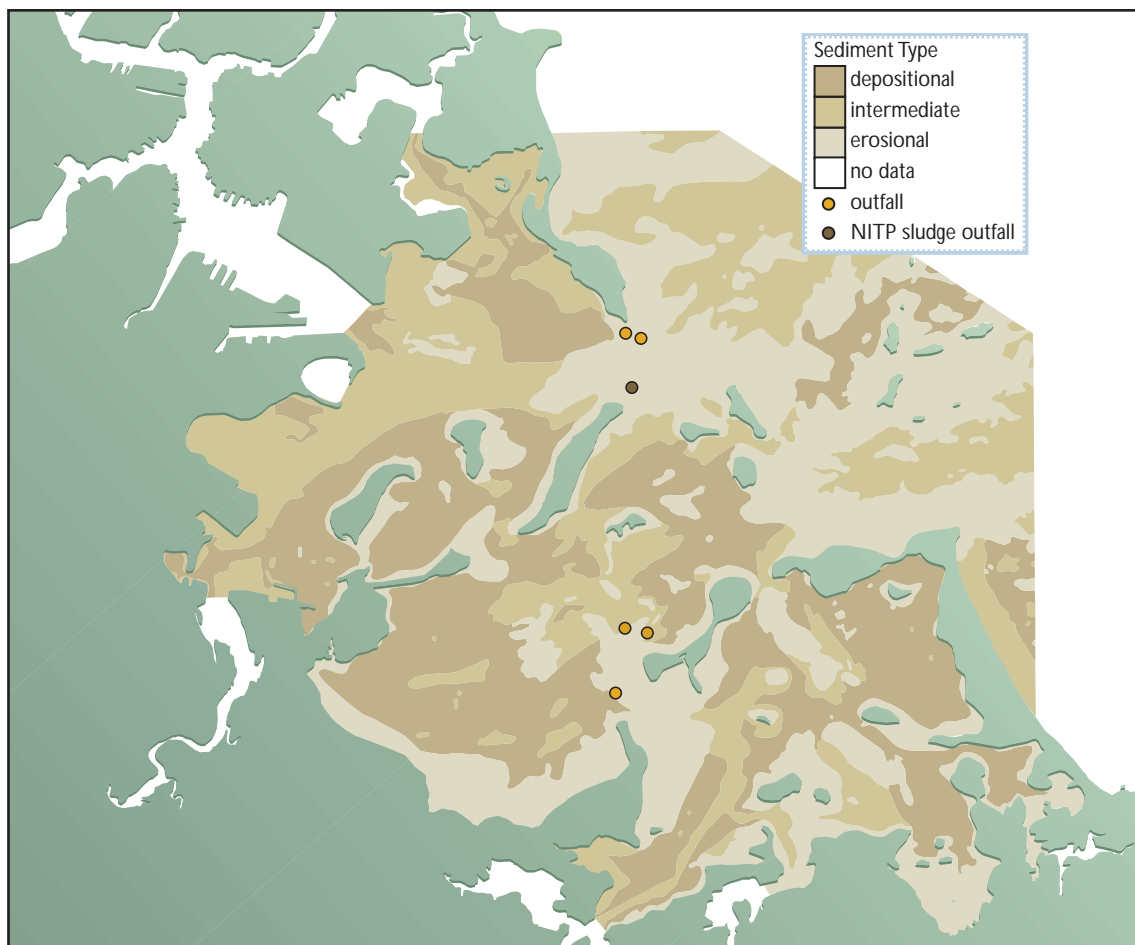 Sediment Type
depositional
intermediate
erosional
no data
outfall
NITP sludge outfall